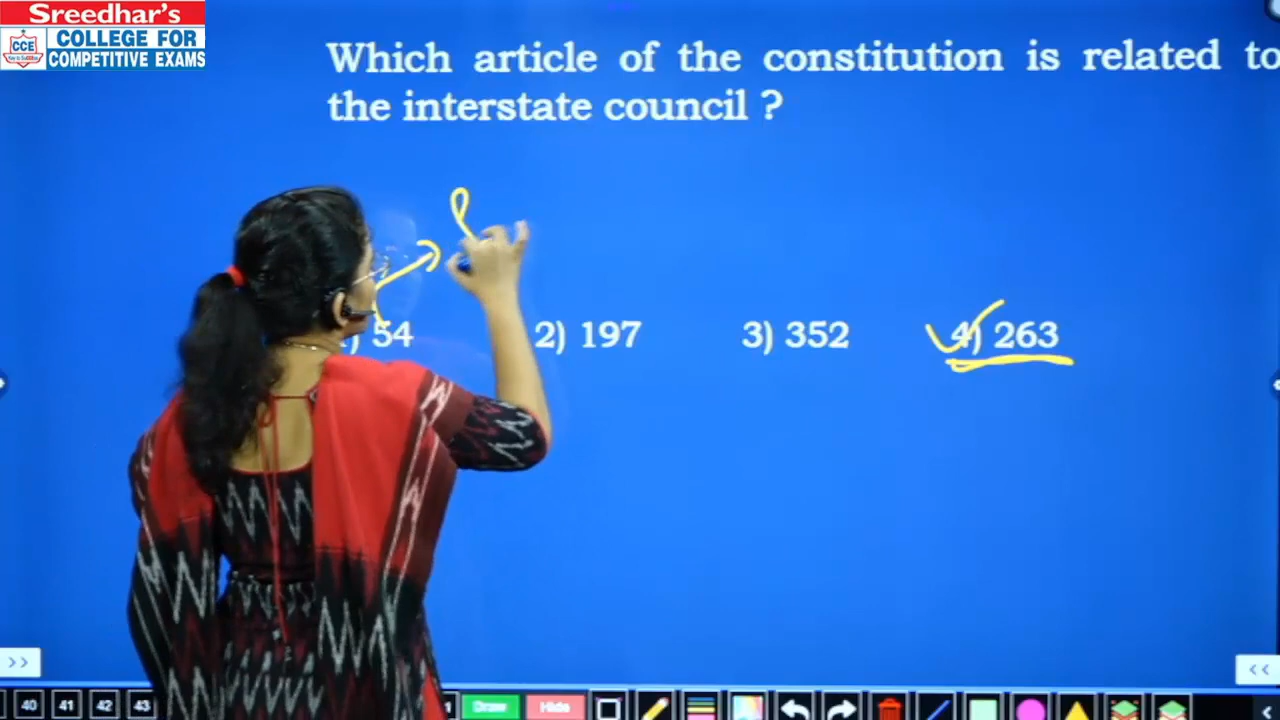 Sreedhar's
CCE
COLLEGE FOR
COMPETITIVE EXAMS
Which article of the constitution is related to
the interstate council ?
54 2) 197 3) 352 4) 263
>> <<
40 41 42 43 Draw Hide